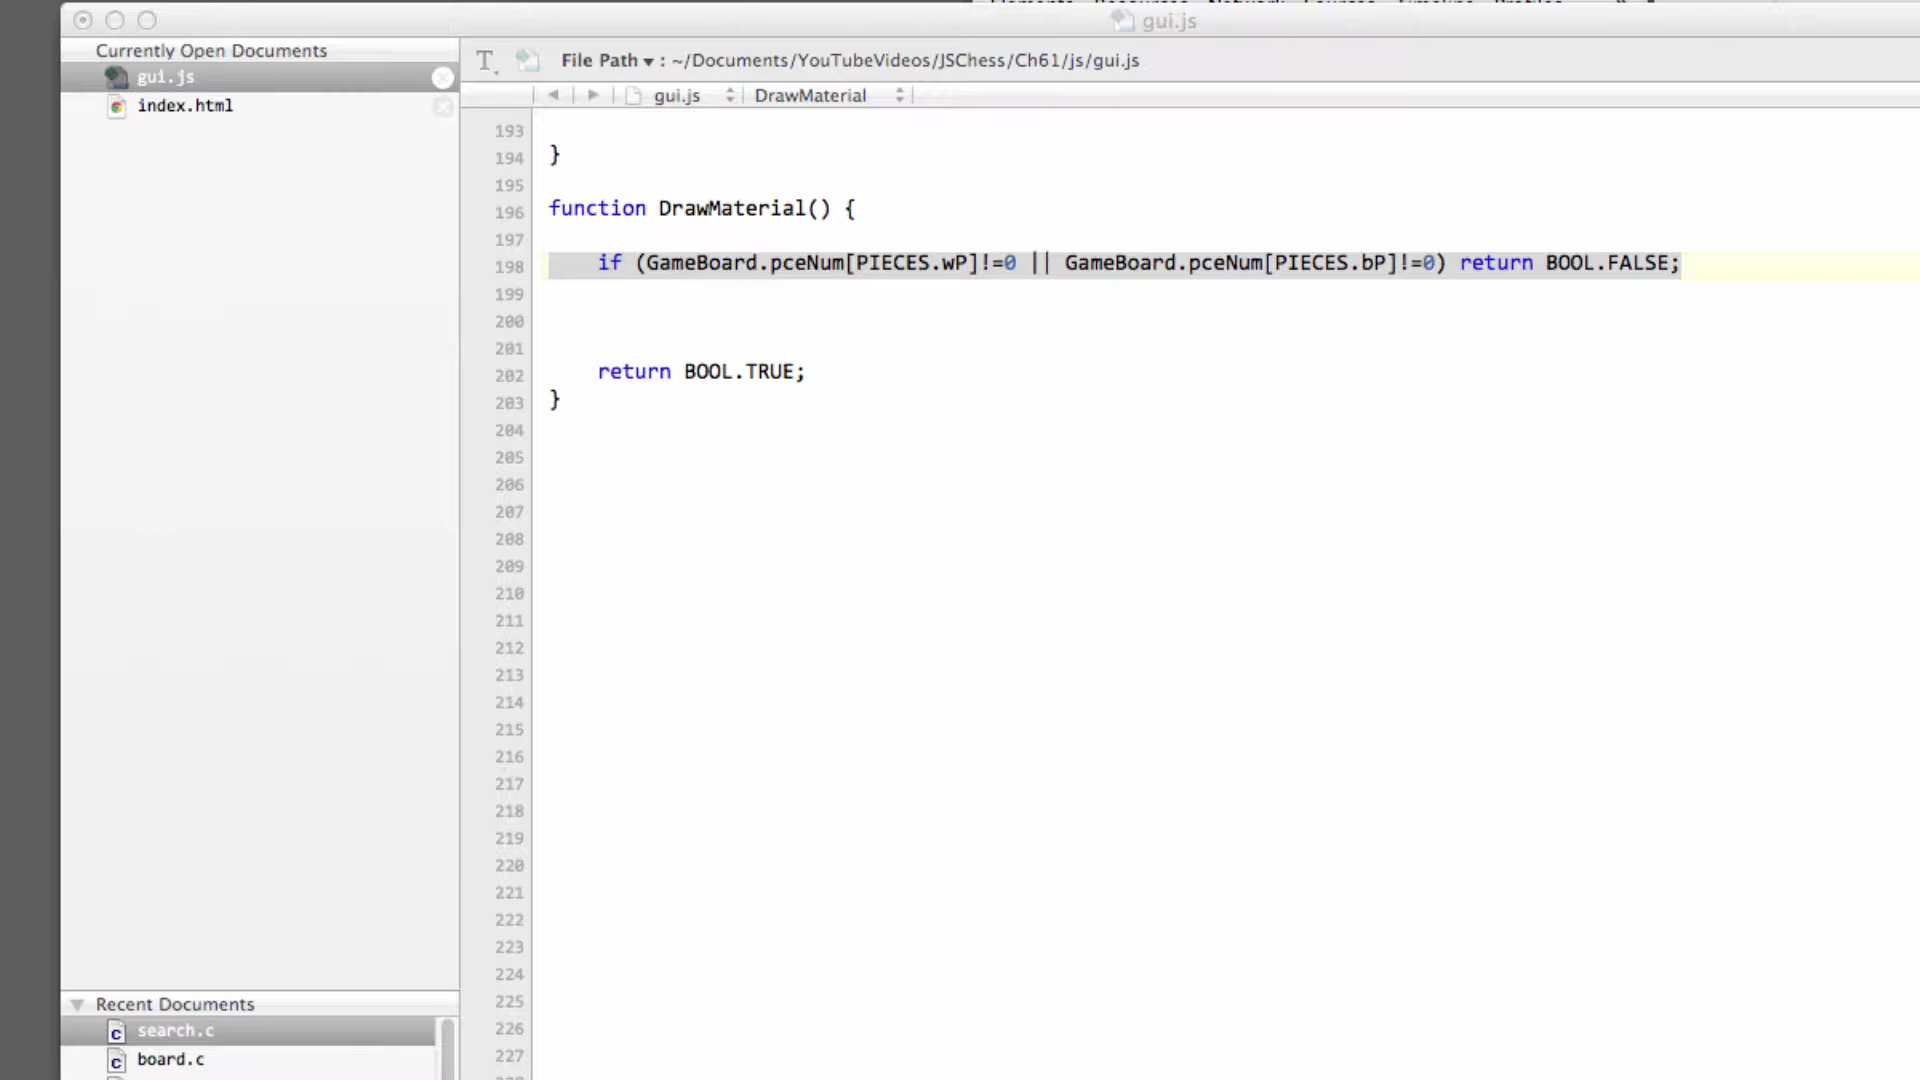 gui.js
Currently Open Documents
gui.js
index.html
File Path ▾ : ~/Documents/YouTubeVideos/JSChess/Ch61/js/gui.js
gui.js DrawMaterial
193
194 }
195
196 function DrawMaterial() {
197
198 if (GameBoard.pceNum[PIECES.wP]!=0 || GameBoard.pceNum[PIECES.bP]!=0) return BOOL.FALSE;
199
200
201
202 return BOOL.TRUE;
203 }
204
205
206
207
208
209
210
211
212
213
214
215
216
217
218
219
220
221
222
223
224
225
226
227
Recent Documents
search.c
board.c